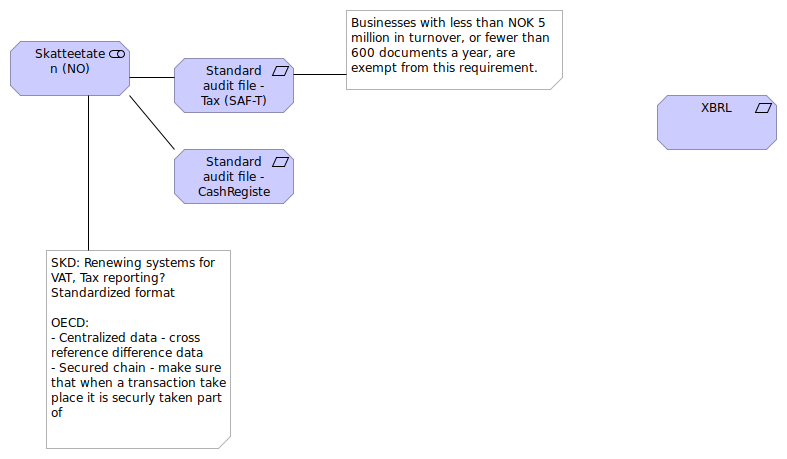 Skatteetate
n (NO)
Standard
audit file -
Tax (SAF-T)
Businesses with less than NOK 5
million in turnover, or fewer than
600 documents a year, are
exempt from this requirement.
XBRL
Standard
audit file -
CashRegiste
SKD: Renewing systems for
VAT, Tax reporting?
Standardized format
OECD:
- Centralized data - cross
reference difference data
- Secured chain - make sure
that when a transaction take
place it is securly taken part
of